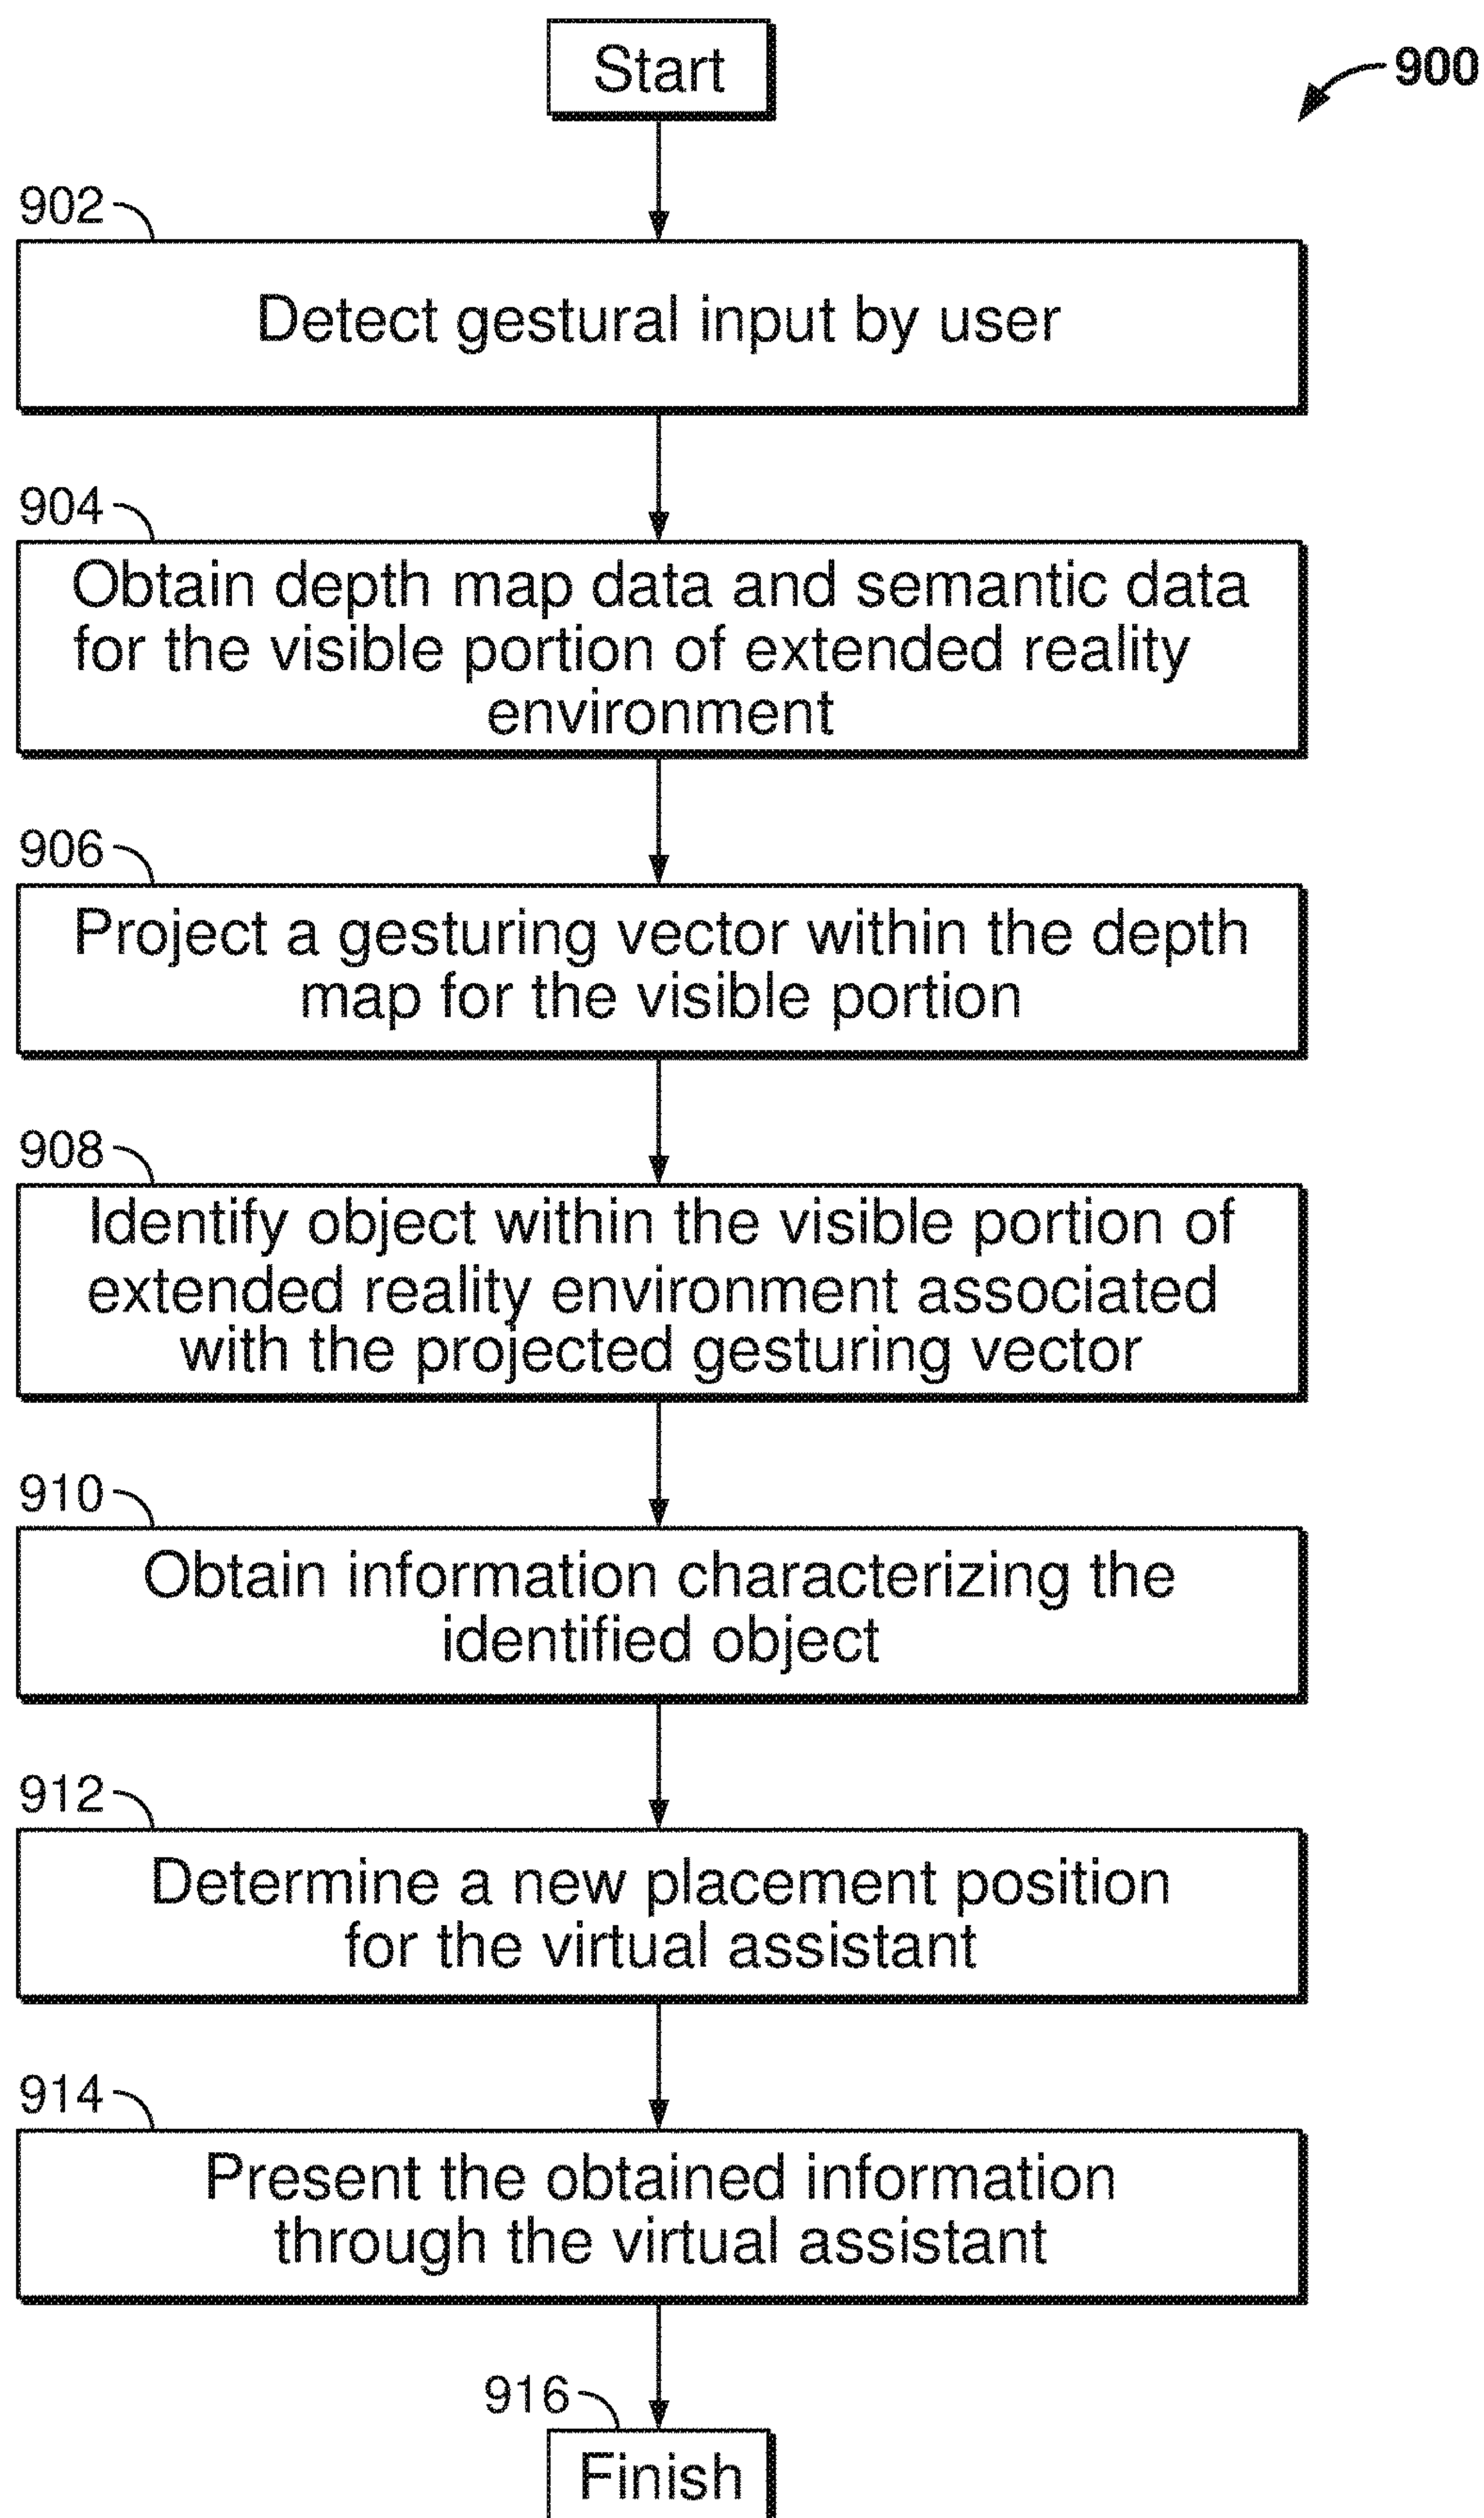 Start
900
902
Detect gestural input by user
904
Obtain depth map data and semantic data
for the visible portion of extended reality
environment
906
Project a gesturing vector within the depth
map for the visible portion
908
Identify object within the visible portion of
extended reality environment associated
with the projected gesturing vector
910
Obtain information characterizing the
identified object
912
Determine a new placement position
for the virtual assistant
914
Present the obtained information
through the virtual assistant
916
Finish